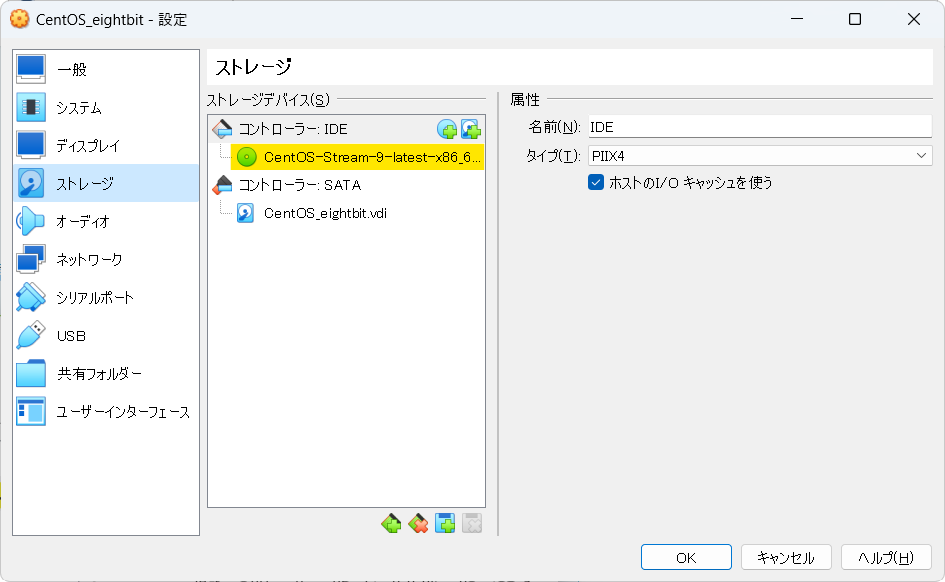 CentOS_eightbit - 設定
一般
システム
ディスプレイ
ストレージ
オーディオ
ネットワーク
シリアルポート
USB
共有フォルダー
ユーザーインターフェース
ストレージ
ストレージデバイス(S)
コントローラー: IDE
CentOS-Stream-9-latest-x86_6...
コントローラー: SATA
CentOS_eightbit.vdi
属性
名前(N): IDE
タイプ(T): PIIX4
ホストのI/O キャッシュを使う
OK キャンセル ヘルプ(H)